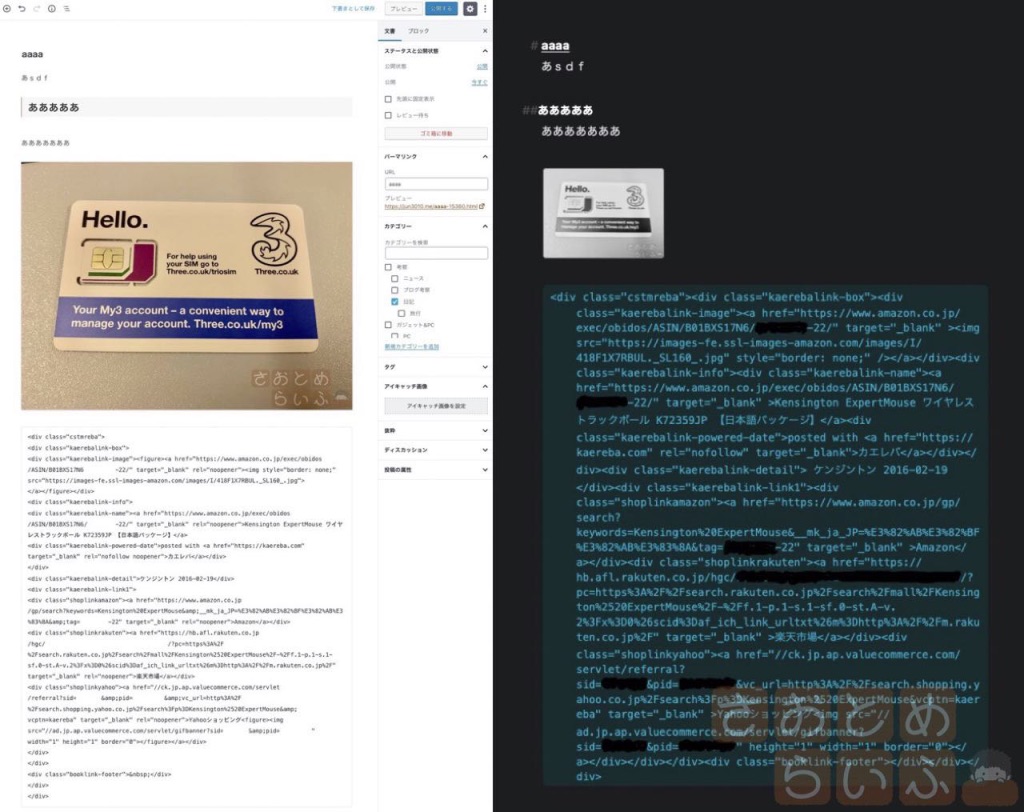 下書きとして保存
プレビュー
公開する
aaaa
あｓｄｆ
あああああ
あああああああ
Hello.
For help using
your SIM go to
Three.co.uk/triosim
Three.co.uk
Your My3 account – a convenient way to
manage your account. Three.co.uk/my3
さおとめ
らいふ
<div class="cstmreba">
<div class="kaerebalink-box">
<div class="kaerebalink-image"><figure><a href="https://www.amazon.co.jp/exec/obidos
/ASIN/B01BXS17N6/ -22/" target="_blank" rel="noopener"><img style="border: none;"
src="https://images-fe.ssl-images-amazon.com/images/I/418F1X7RBUL._SL160_.jpg">
</a></figure></div>
<div class="kaerebalink-info">
<div class="kaerebalink-name"><a href="https://www.amazon.co.jp/exec/obidos
/ASIN/B01BXS17N6/ -22/" target="_blank" rel="noopener">Kensington ExpertMouse ワイヤ
レストラックボール K72359JP 【日本語パッケージ】</a>
<div class="kaerebalink-powered-date">posted with <a href="https://kaereba.com"
target="_blank" rel="nofollow noopener">カエレバ</a></div>
</div>
<div class="kaerebalink-detail">ケンジントン 2016-02-19</div>
<div class="kaerebalink-link1">
<div class="shoplinkamazon"><a href="https://www.amazon.co.jp
/gp/search?keywords=Kensington%20ExpertMouse&amp;__mk_ja_JP=%E3%82%AB%E3%82%BF%E3%82%AB%E3
%83%8A&amp;tag= -22" target="_blank" rel="noopener">Amazon</a></div>
<div class="shoplinkrakuten"><a href="https://hb.afl.rakuten.co.jp
/hgc/ /?pc=https%3A%2F
%2Fsearch.rakuten.co.jp%2Fsearch%2Fmall%2FKensington%2520ExpertMouse%2F-%2Ff.1-p.1-s.1-
sf.0-st.A-v.2%3Fx%3D0%26scid%3Daf_ich_link_urltxt%26m%3Dhttp%3A%2F%2Fm.rakuten.co.jp%2F"
target="_blank" rel="noopener">楽天市場</a></div>
<div class="shoplinkyahoo"><a href="//ck.jp.ap.valuecommerce.com/servlet
/referral?sid= &amp;pid= &amp;vc_url=http%3A%2F
%2Fsearch.shopping.yahoo.co.jp%2Fsearch%3Fp%3DKensington%2520ExpertMouse&amp;
vcptn=kaereba" target="_blank" rel="noopener">Yahooショッピング<figure><img
src="//ad.jp.ap.valuecommerce.com/servlet/gifbanner?sid= &amp;pid= "
width="1" height="1" border="0"></figure></a></div>
</div>
</div>
<div class="booklink-footer">&nbsp;</div>
</div>
</div>
文書
ブロック
ステータスと公開状態
公開状態
公開
公開
今すぐ
先頭に固定表示
レビュー待ち
ゴミ箱に移動
パーマリンク
URL
aaaa
プレビュー
https://jun3010.me/aaaa-15360.html
カテゴリー
カテゴリーを検索
考察
ニュース
ブログ考察
日記
旅行
ガジェット&PC
PC
新規カテゴリーを追加
タグ
アイキャッチ画像
アイキャッチ画像を設定
抜粋
ディスカッション
投稿の属性
# aaaa
あｓｄｆ
##あああああ
あああああああ
Hello.
Three.co.uk
Your My3 account – a convenient way to
manage your account. Three.co.uk/my3
<div class="cstmreba"><div class="kaerebalink-box"><div
class="kaerebalink-image"><a href="https://www.amazon.co.jp/
exec/obidos/ASIN/B01BXS17N6/ -22/" target="_blank" ><img
src="https://images-fe.ssl-images-amazon.com/images/I/
418F1X7RBUL._SL160_.jpg" style="border: none;" /></a></div><div
class="kaerebalink-info"><div class="kaerebalink-name"><a
href="https://www.amazon.co.jp/exec/obidos/ASIN/B01BXS17N6/
-22/" target="_blank" >Kensington ExpertMouse ワイヤレス
トラックボール K72359JP 【日本語パッケージ】</a><div
class="kaerebalink-powered-date">posted with <a href="https://
kaereba.com" rel="nofollow" target="_blank">カエレバ</a></div></
div><div class="kaerebalink-detail"> ケンジントン 2016-02-19
</div><div class="kaerebalink-link1"><div
class="shoplinkamazon"><a href="https://www.amazon.co.jp/gp/
search?
keywords=Kensington%20ExpertMouse&__mk_ja_JP=%E3%82%AB%E3%82%BF
%E3%82%AB%E3%83%8A&tag= -22" target="_blank" >Amazon</
a></div><div class="shoplinkrakuten"><a href="https://
hb.afl.rakuten.co.jp/hgc/ /?
pc=https%3A%2F%2Fsearch.rakuten.co.jp%2Fsearch%2Fmall%2FKensing
ton%2520ExpertMouse%2F-%2Ff.1-p.1-s.1-sf.0-st.A-v.
2%3Fx%3D0%26scid%3Daf_ich_link_urltxt%26m%3Dhttp%3A%2F%2Fm.raku
ten.co.jp%2F" target="_blank" >楽天市場</a></div><div
class="shoplinkyahoo"><a href="//ck.jp.ap.valuecommerce.com/
servlet/referral?
sid= &pid= &vc_url=http%3A%2F%2Fsearch.shopping.y
ahoo.co.jp%2Fsearch%3Fp%3DKensington%2520ExpertMouse&vcptn=kaer
eba" target="_blank" >Yahooショッピング<img src="//
ad.jp.ap.valuecommerce.com/servlet/gifbanner?
sid= &pid= " height="1" width="1" border="0"></
a></div></div></div><div class="booklink-footer"></div></div></
div>
さおとめ
らいふ